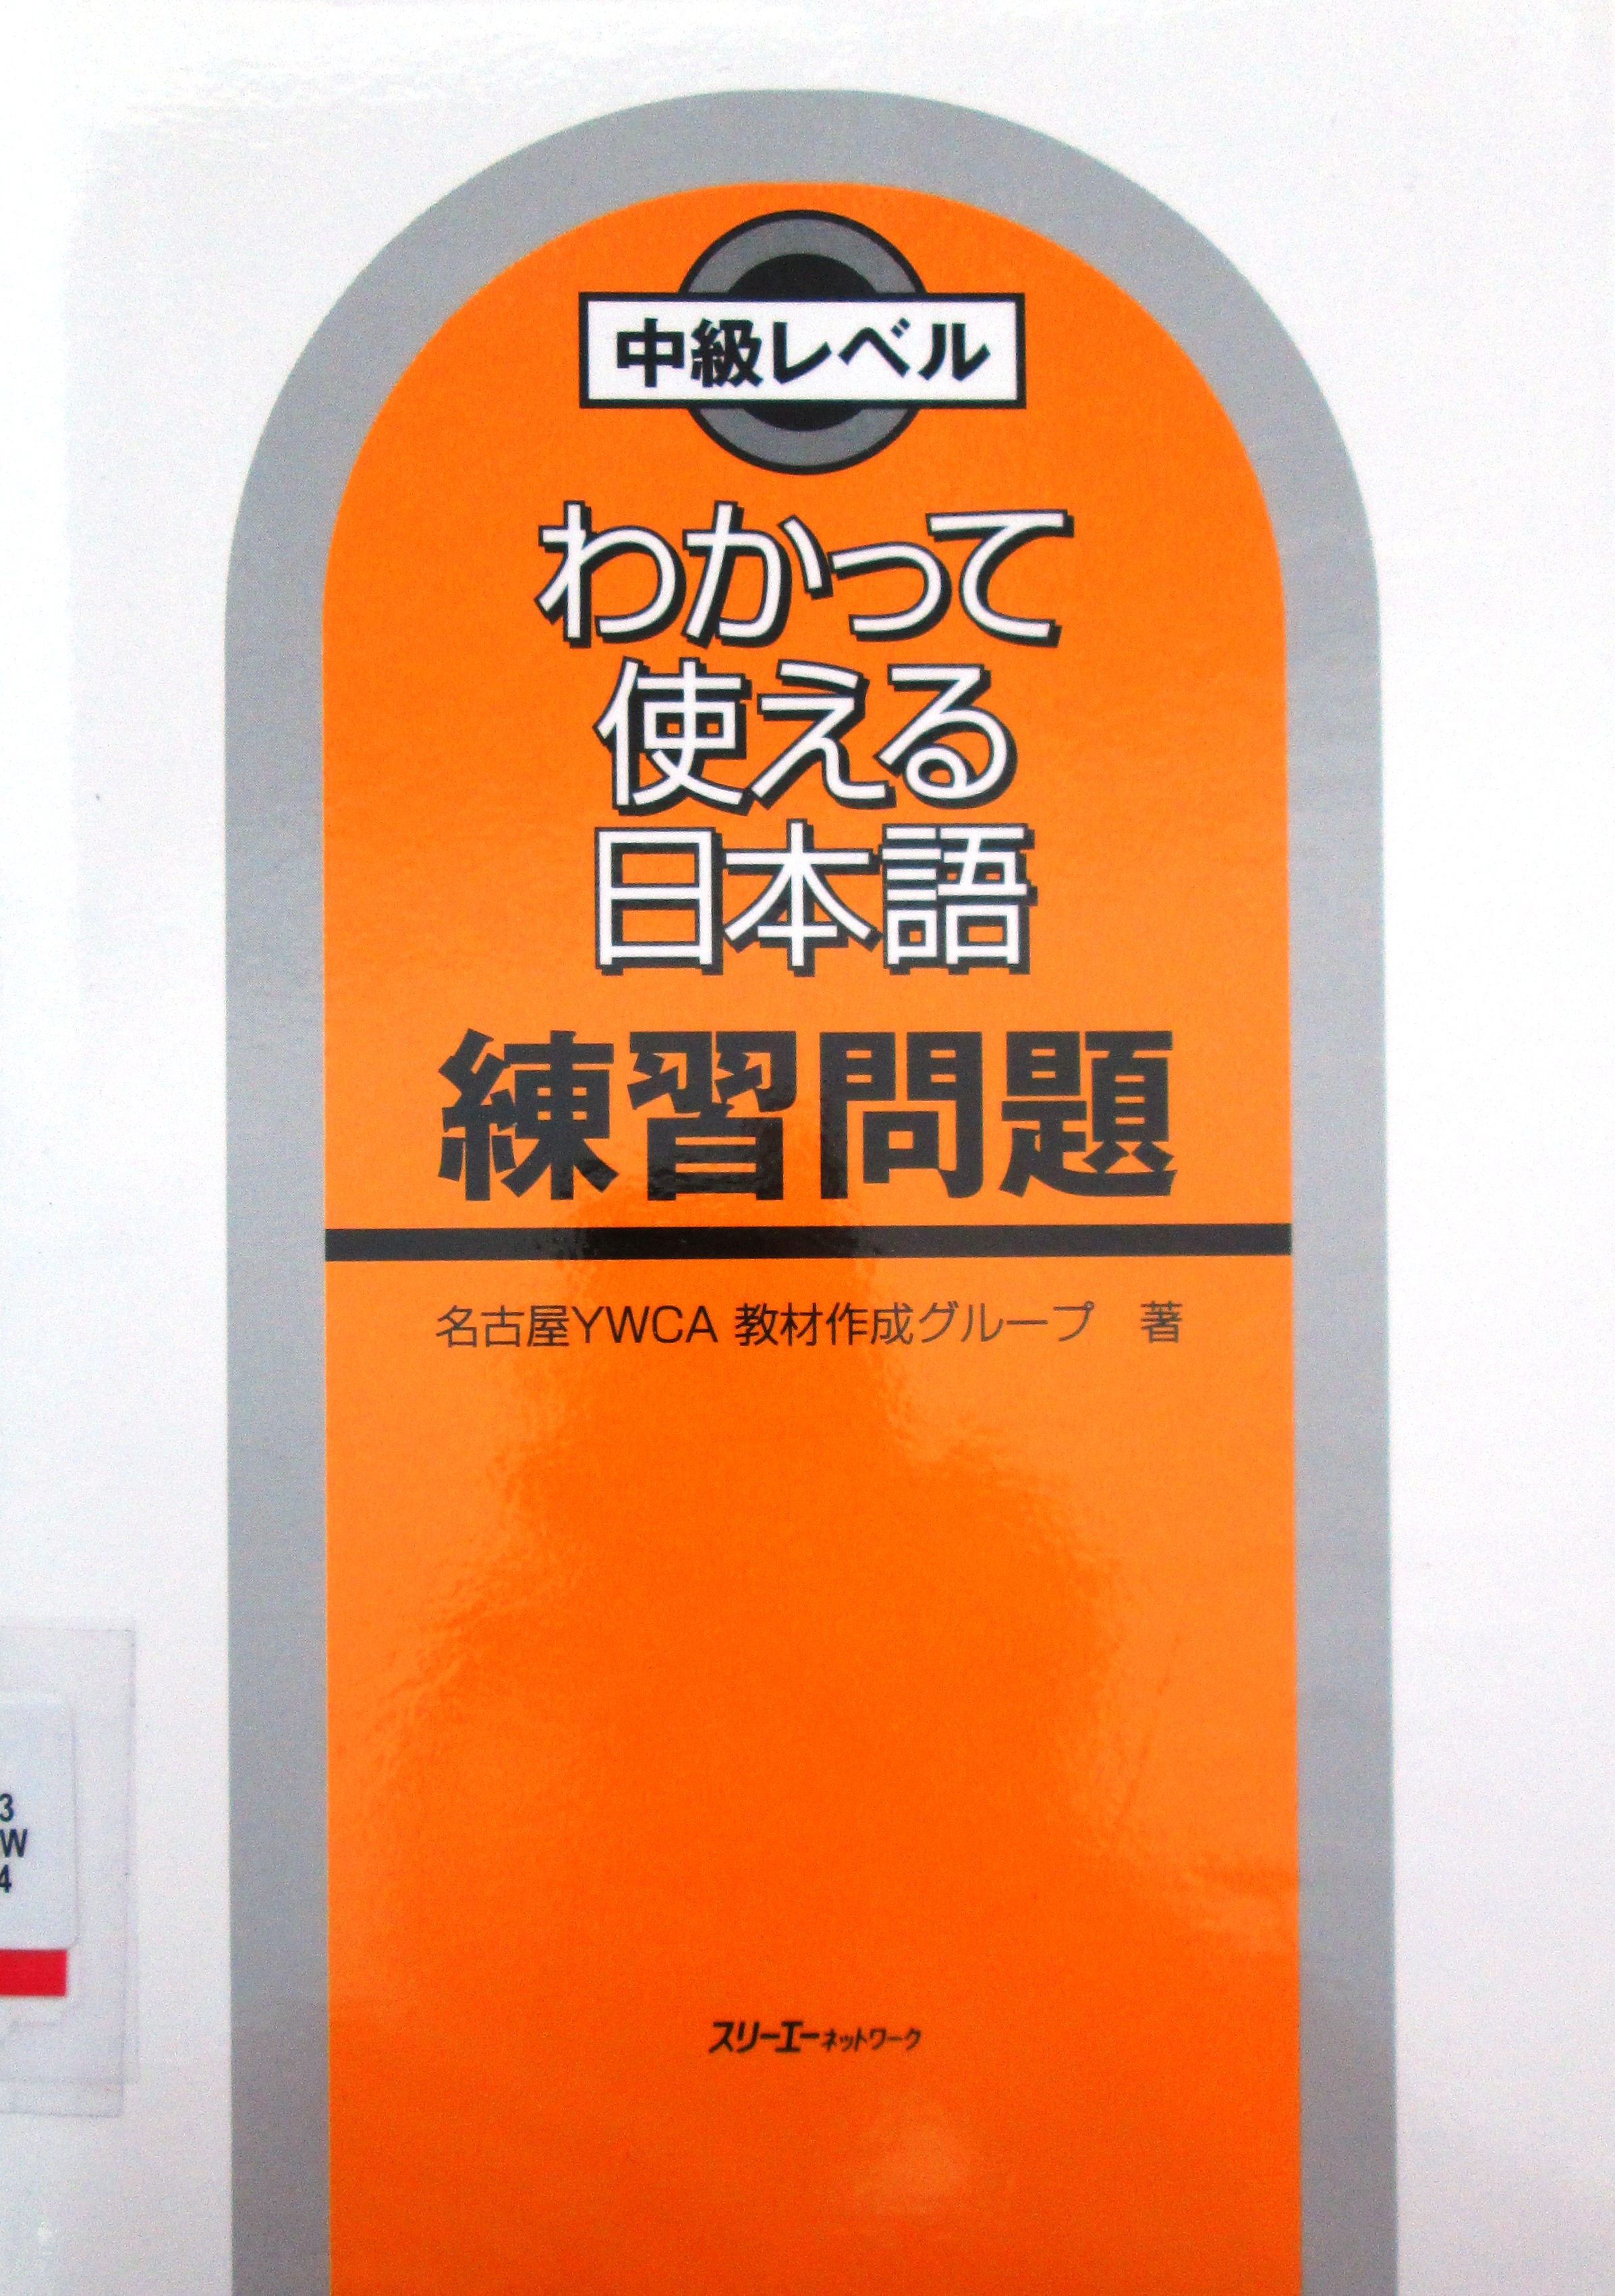 中級レベル
わかって
使える
日本語
練習問題
名古屋YWCA 教材作成グループ 著
3
W
4
スリーエーネットワーク